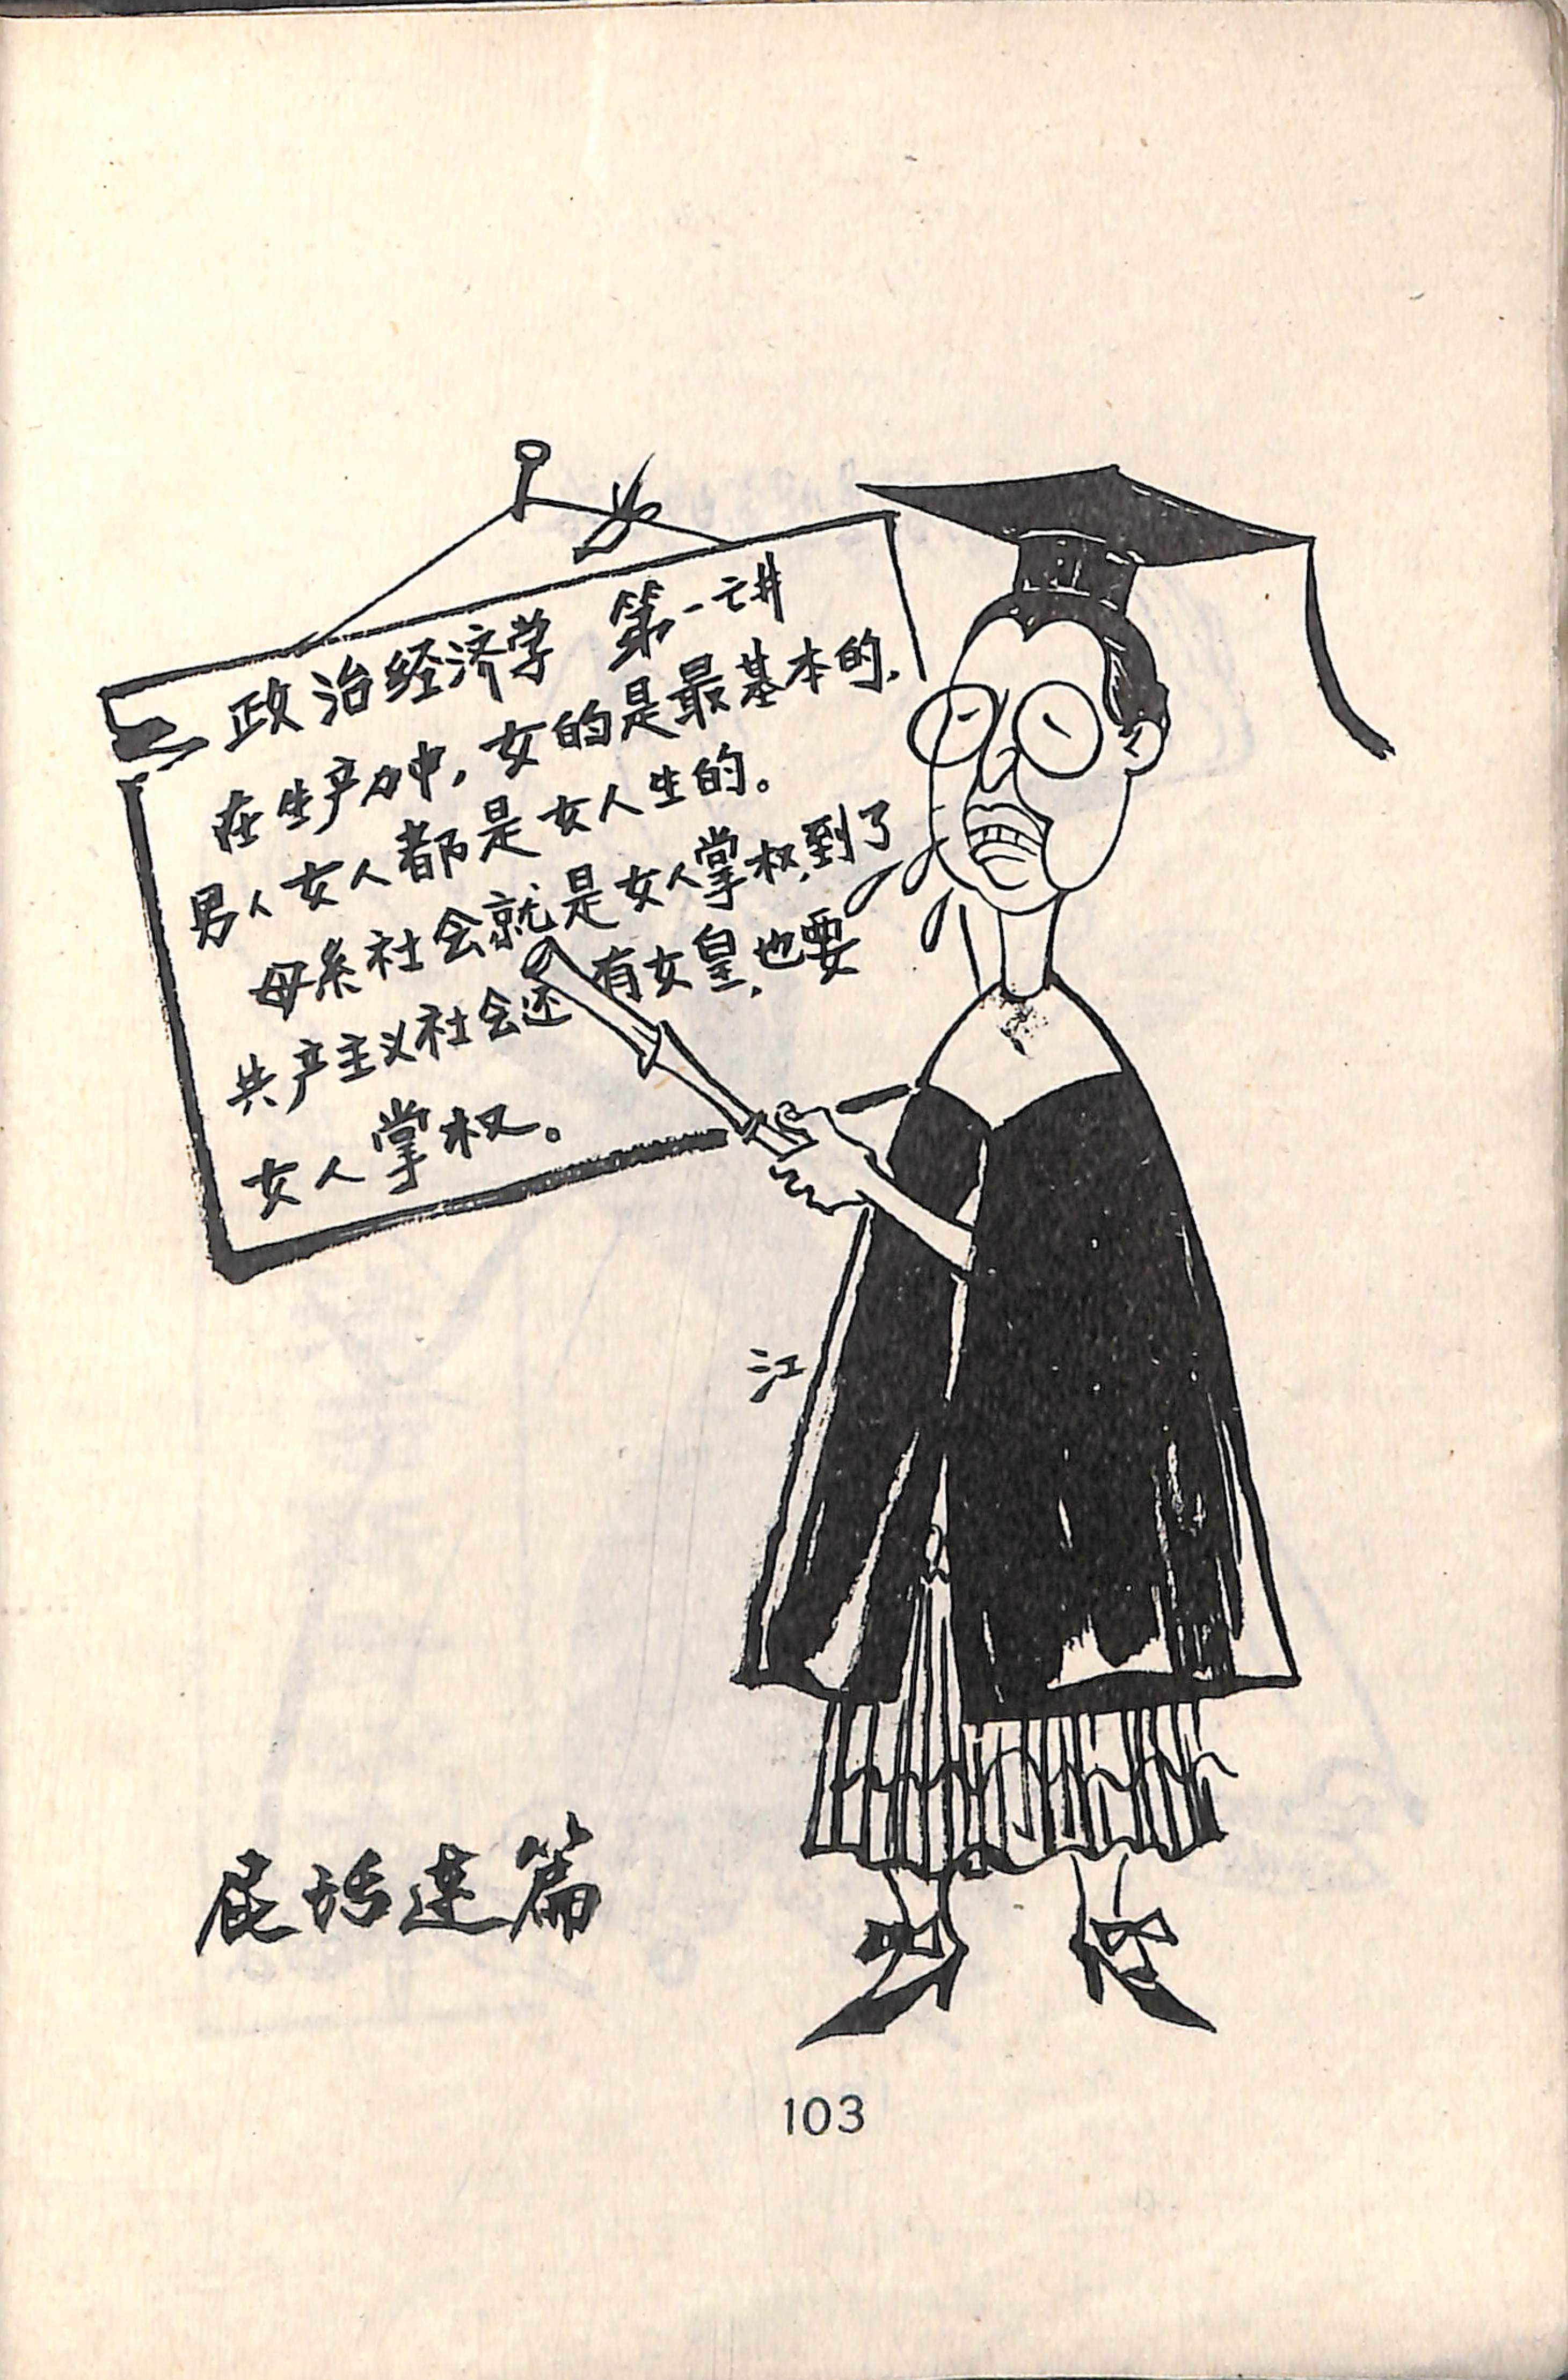 政治经济学 第一讲
在生产力中，女的是最基本的，
男人女人都是女人生的。
母系社会就是女人掌权，到了
共产主义社会还有女皇，也要
女人掌权。
江
屁话连篇
103